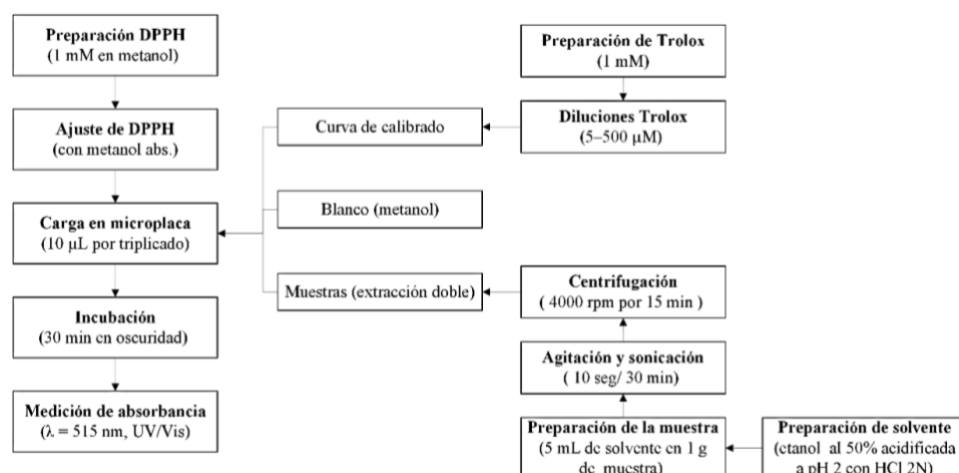 Preparación DPPH
(1 mM en metanol)
Ajuste de DPPH
(con metanol abs.)
Carga en microplaca
(10 µL por triplicado)
Incubación
(30 min en oscuridad)
Medición de absorbancia
(λ = 515 nm, UV/Vis)
Curva de calibrado
Blanco (metanol)
Muestras (extracción doble)
Preparación de Trolox
(1 mM)
Diluciones Trolox
(5–500 µM)
Centrifugación
( 4000 rpm por 15 min )
Agitación y sonicación
( 10 seg/ 30 min)
Preparación de la muestra
(5 mL de solvente en 1 g
de muestra)
Preparación de solvente
(etanol al 50% acidificada
a pH 2 con HCl 2N)